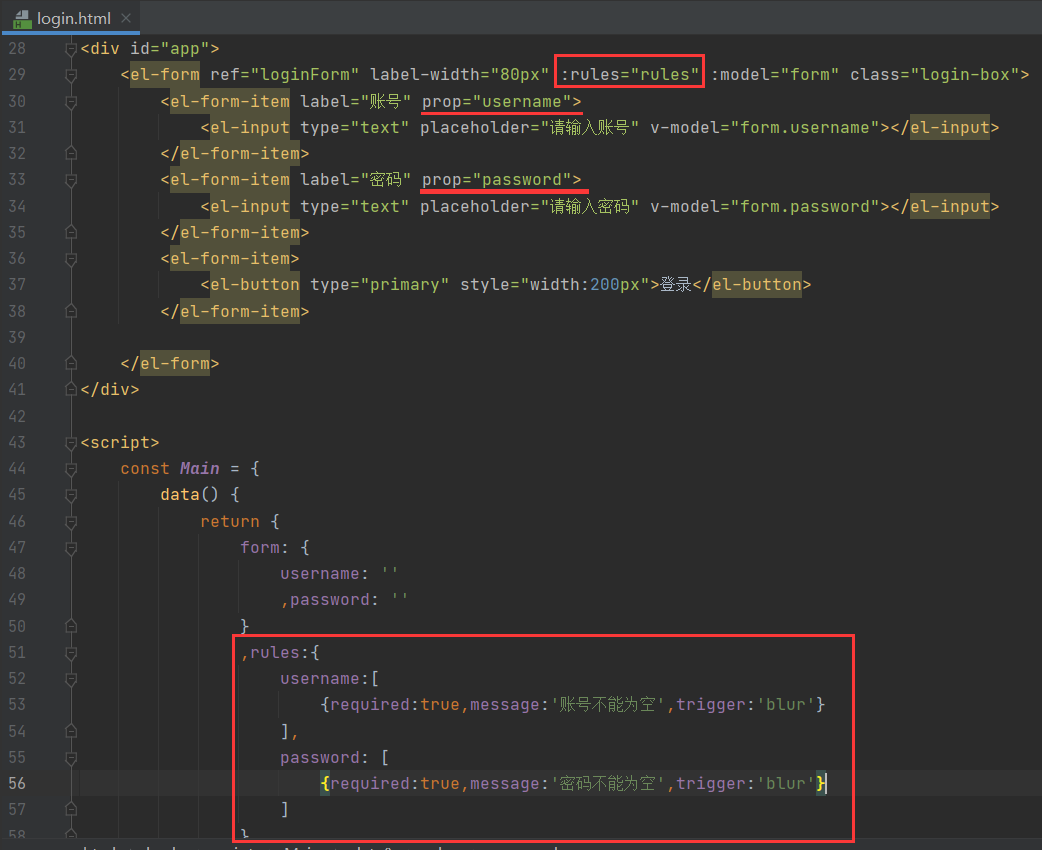 login.html
28 <div id="app">
29 <el-form ref="loginForm" label-width="80px" :rules="rules" :model="form" class="login-box">
30 <el-form-item label="账号" prop="username">
31 <el-input type="text" placeholder="请输入账号" v-model="form.username"></el-input>
32 </el-form-item>
33 <el-form-item label="密码" prop="password">
34 <el-input type="text" placeholder="请输入密码" v-model="form.password"></el-input>
35 </el-form-item>
36 <el-form-item>
37 <el-button type="primary" style="width:200px">登录</el-button>
38 </el-form-item>
39
40 </el-form>
41 </div>
42
43 <script>
44 const Main = {
45 data() {
46 return {
47 form: {
48 username: ''
49 ,password: ''
50 }
51 ,rules:{
52 username:[
53 {required:true,message:'账号不能为空',trigger:'blur'}
54 ],
55 password: [
56 {required:true,message:'密码不能为空',trigger:'blur'}
57 ]
58 }